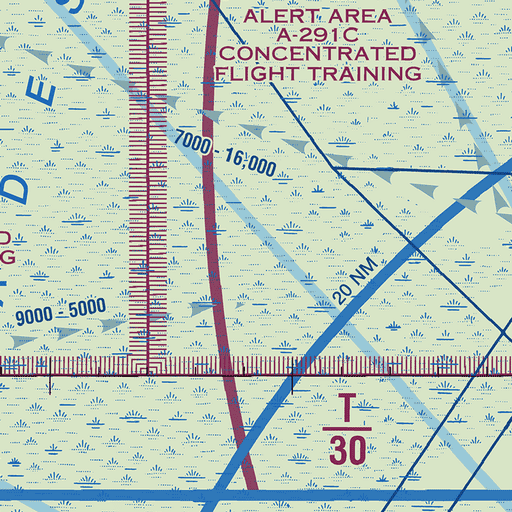 ALERT AREA
A-291C
CONCENTRATED
FLIGHT TRAINING
S
E
D
7000 - 16,000
D
G
20 NM
9000 - 5000
T
30